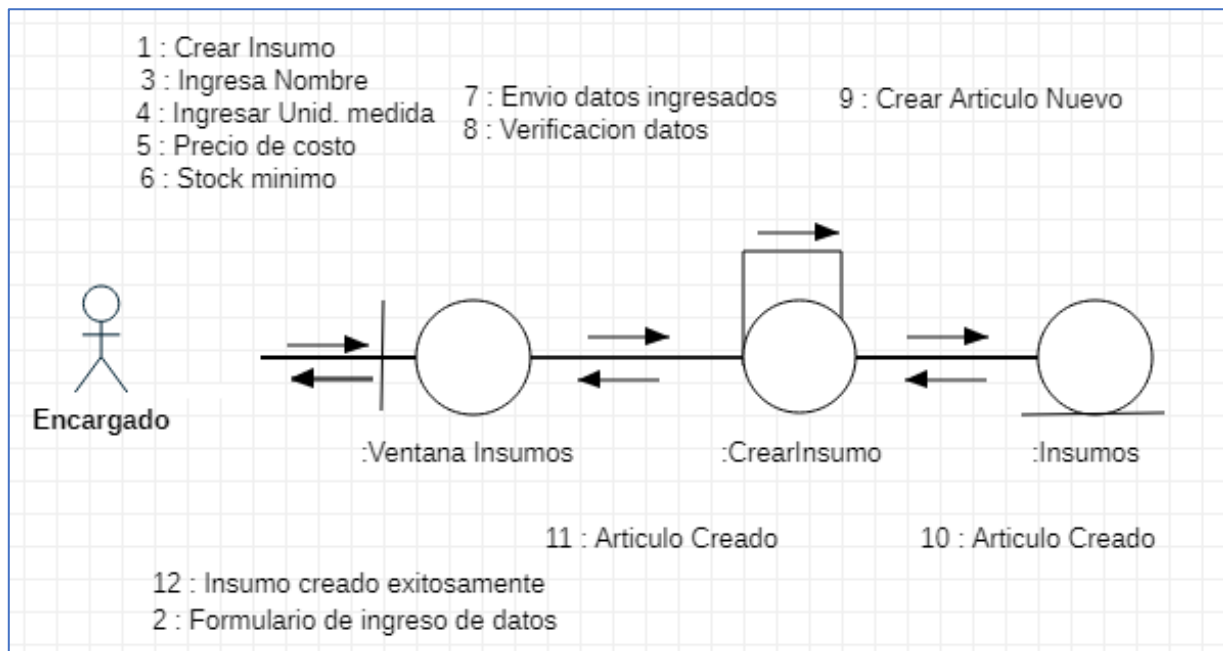 1 : Crear Insumo
3 : Ingresa Nombre
4 : Ingresar Unid. medida
5 : Precio de costo
6 : Stock minimo
7 : Envio datos ingresados
8 : Verificacion datos
9 : Crear Articulo Nuevo
Encargado
:Ventana Insumos
:CrearInsumo
:Insumos
11 : Articulo Creado
10 : Articulo Creado
12 : Insumo creado exitosamente
2 : Formulario de ingreso de datos